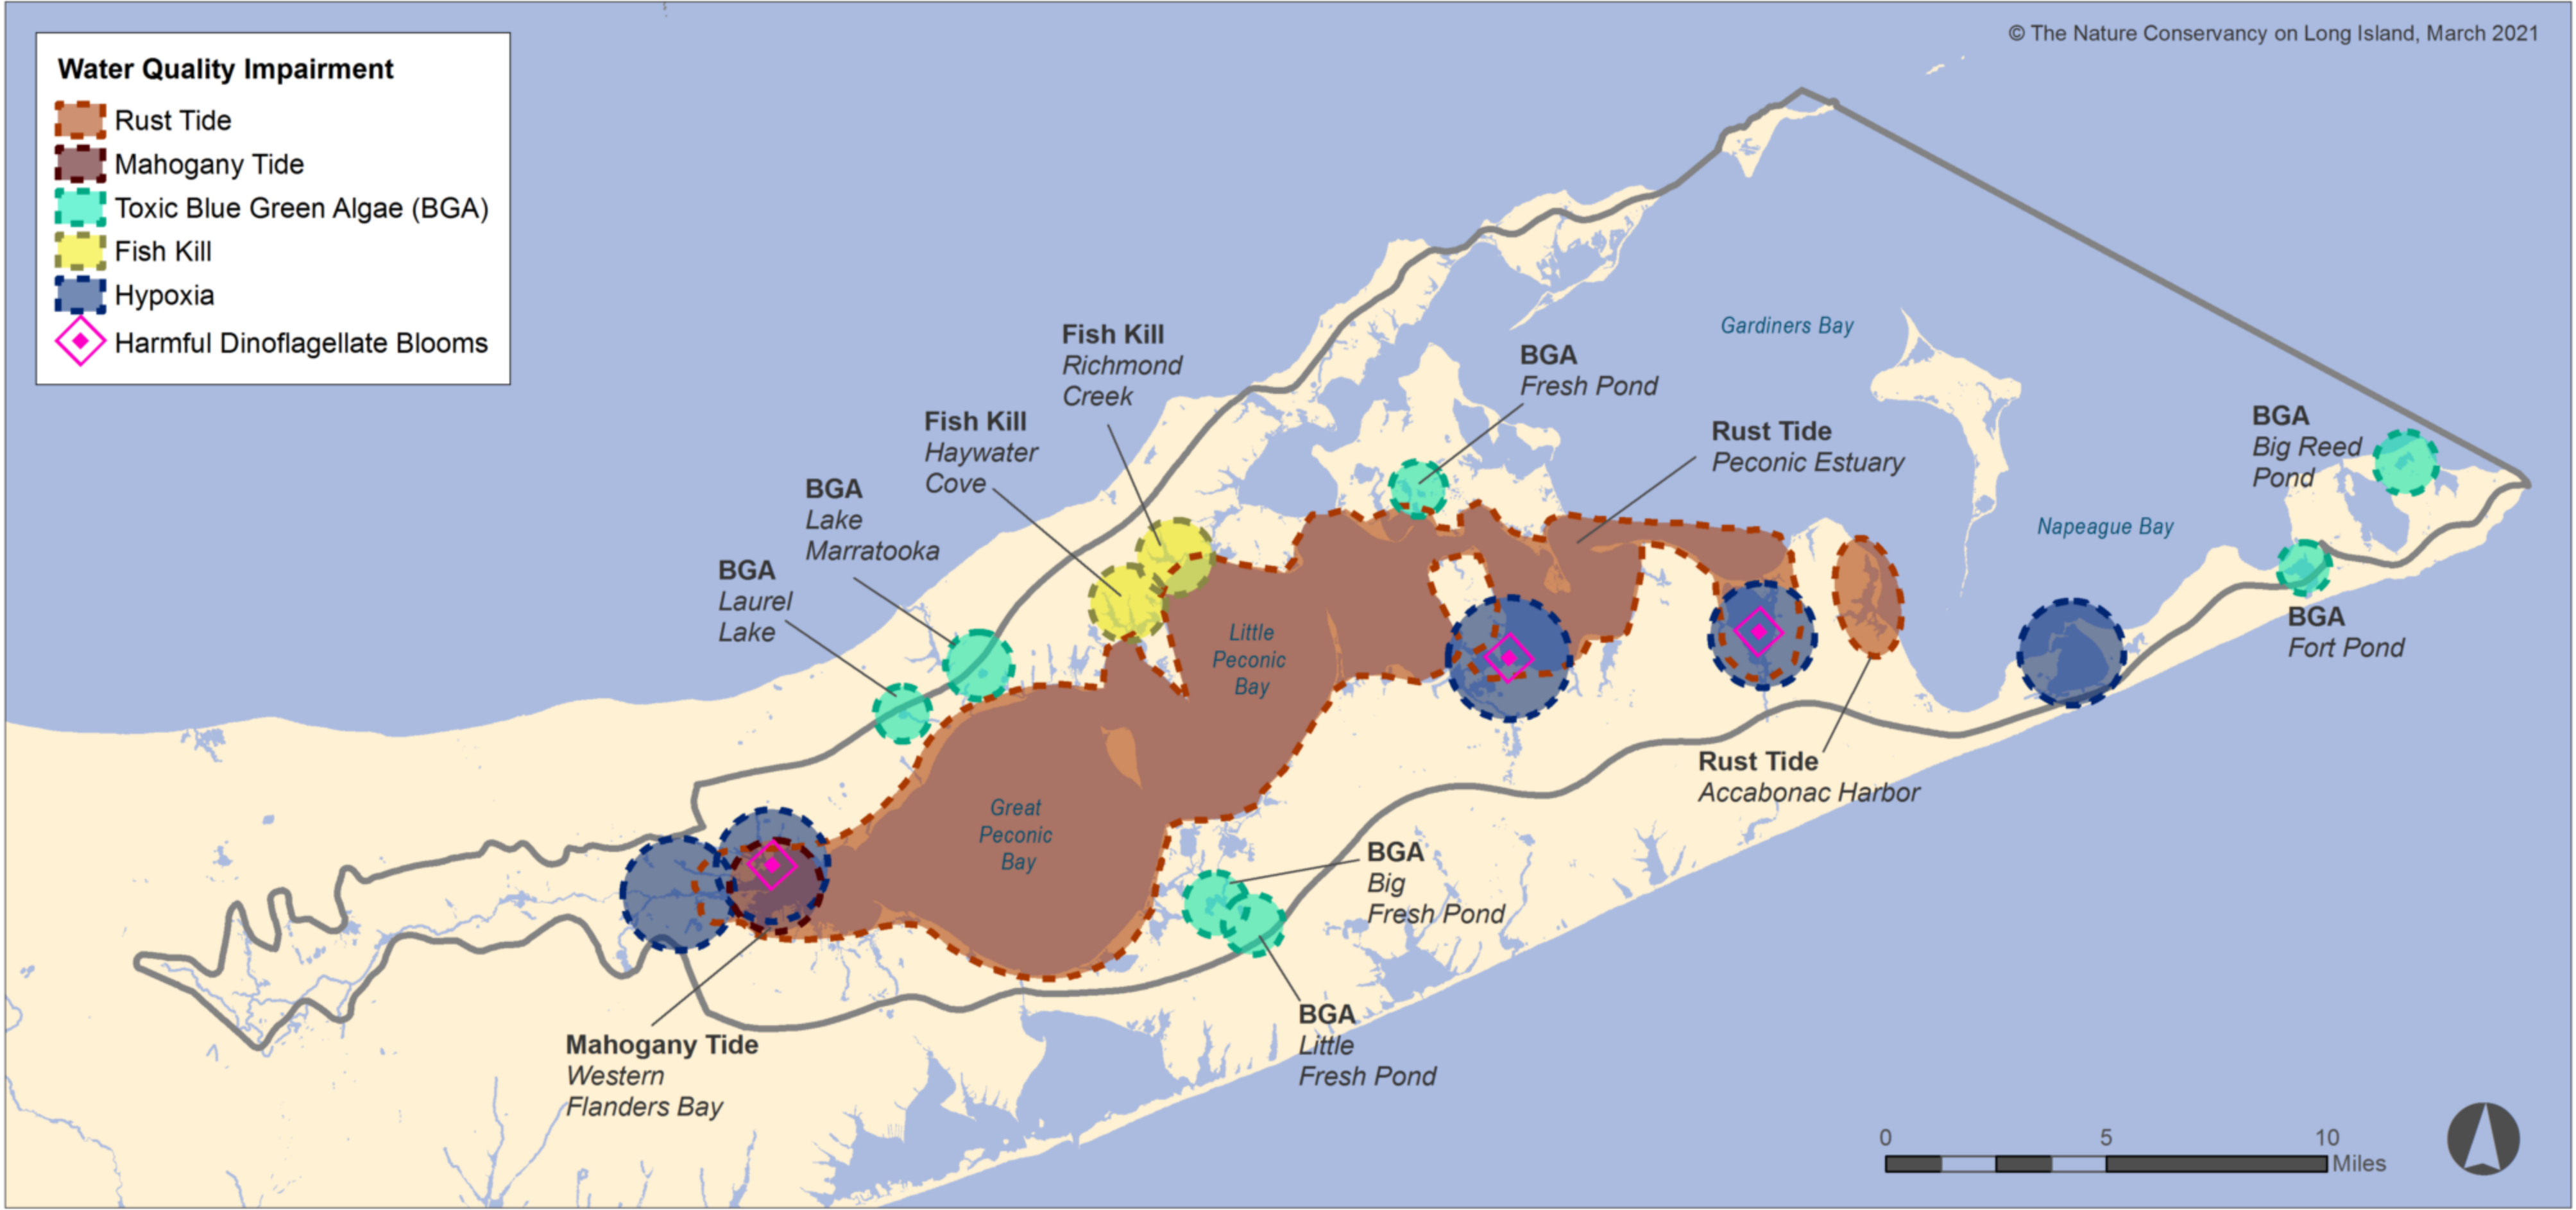 © The Nature Conservancy on Long Island, March 2021
Water Quality Impairment
Rust Tide
Mahogany Tide
Toxic Blue Green Algae (BGA)
Fish Kill
Hypoxia
Harmful Dinoflagellate Blooms
Gardiners Bay
Fish Kill
Richmond
Creek
BGA
Fresh Pond
Fish Kill
Haywater
Cove
Rust Tide
Peconic Estuary
BGA
Big Reed
Pond
BGA
Lake
Marratooka
Napeague Bay
BGA
Laurel
Lake
Little
Peconic
Bay
BGA
Fort Pond
Rust Tide
Accabonac Harbor
Great
Peconic
Bay
BGA
Big
Fresh Pond
BGA
Little
Fresh Pond
Mahogany Tide
Western
Flanders Bay
0 5 10
Miles